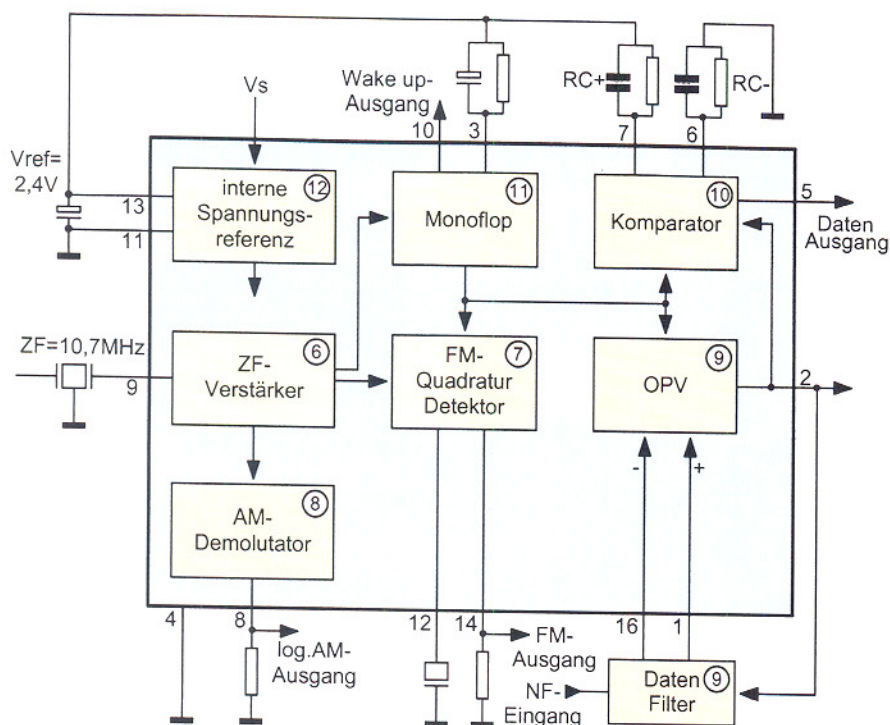 Wake up-
Ausgang
Vs
RC+
RC-
10
3
7
6
Vref=
2,4V
13
11
interne
Spannungs-
referenz
12
Monoflop
11
Komparator
10
5
Daten
Ausgang
ZF=10,7MHz
9
ZF-
Verstärker
6
FM-
Quadratur
Detektor
7
OPV
9
2
-
+
AM-
Demolutator
8
4
8
12
14
16
1
log.AM-
Ausgang
FM-
Ausgang
NF-
Eingang
Daten
Filter
9